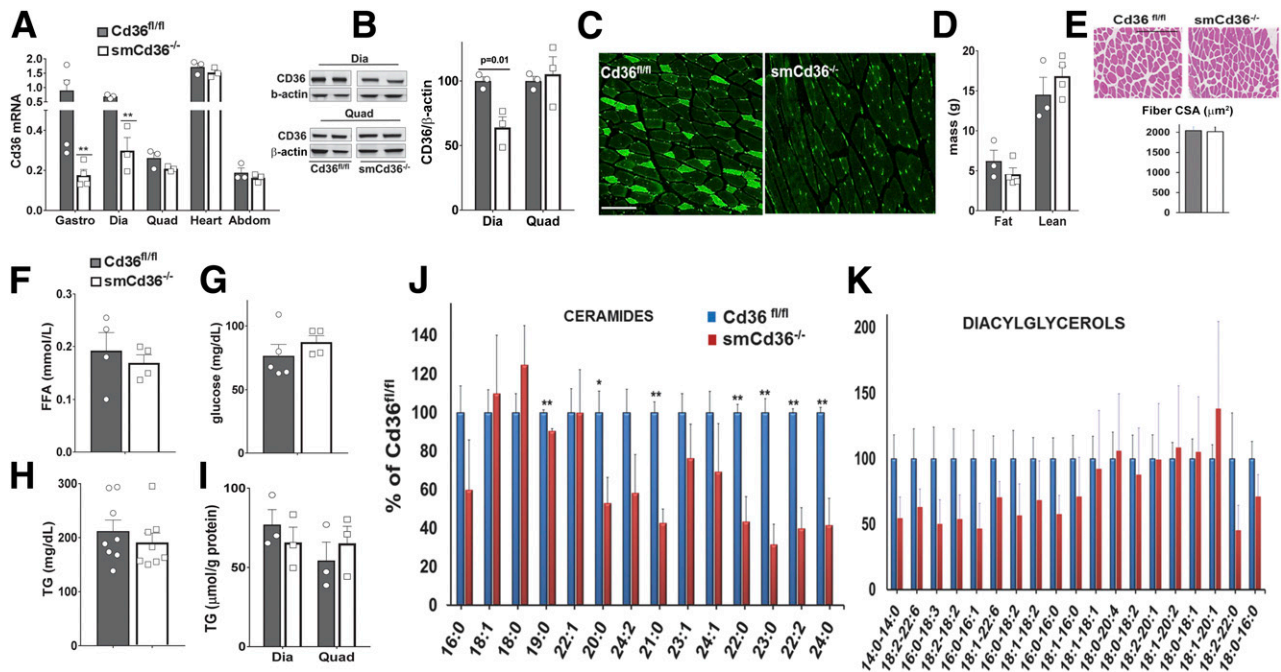 A
Cd36fl/fl
smCd36-/-
Cd36 mRNA
1.5
1.0
0.5
0.4
0.2
0.0
**
**
Gastro Dia Quad Heart Abdom
B
Dia
CD36
b-actin
Quad
CD36
β-actin
Cd36fl/fl smCd36-/-
CD36/β-actin
150
100
50
0
p=0.01
Dia Quad
C
Cd36fl/fl
smCd36-/-
D
mass (g)
20
15
10
5
0
Fat Lean
E
Cd36 fl/fl smCd36-/-
Fiber CSA (μm²)
2000
1500
1000
500
0
F
Cd36fl/fl
smCd36-/-
FFA (mmol/L)
0.3
0.2
0.1
0.0
G
glucose (mg/dL)
100
50
0
H
TG (mg/dL)
300
200
100
0
I
TG (μmol/g protein)
100
50
0
Dia Quad
J
CERAMIDES
Cd36 fl/fl
smCd36-/-
% of Cd36fl/fl
140
120
100
80
60
40
20
0
** * ** ** ** ** **
16:0 18:1 18:0 19:0 22:1 20:0 24:2 21:0 23:1 24:1 22:0 23:0 22:2 24:0
K
DIACYLGLYCEROLS
200
150
100
50
0
14:0-14:0 18:2-22:6 16:0-18:3 18:2-18:2 16:0-16:1 18:1-22:6 16:0-18:2 18:1-18:2 16:0-16:0 18:1-16:0 18:1-18:1 18:0-20:4 18:0-18:2 18:1-20:1 18:1-20:2 18:0-18:1 18:0-20:1 18:2-22:0 18:0-16:0